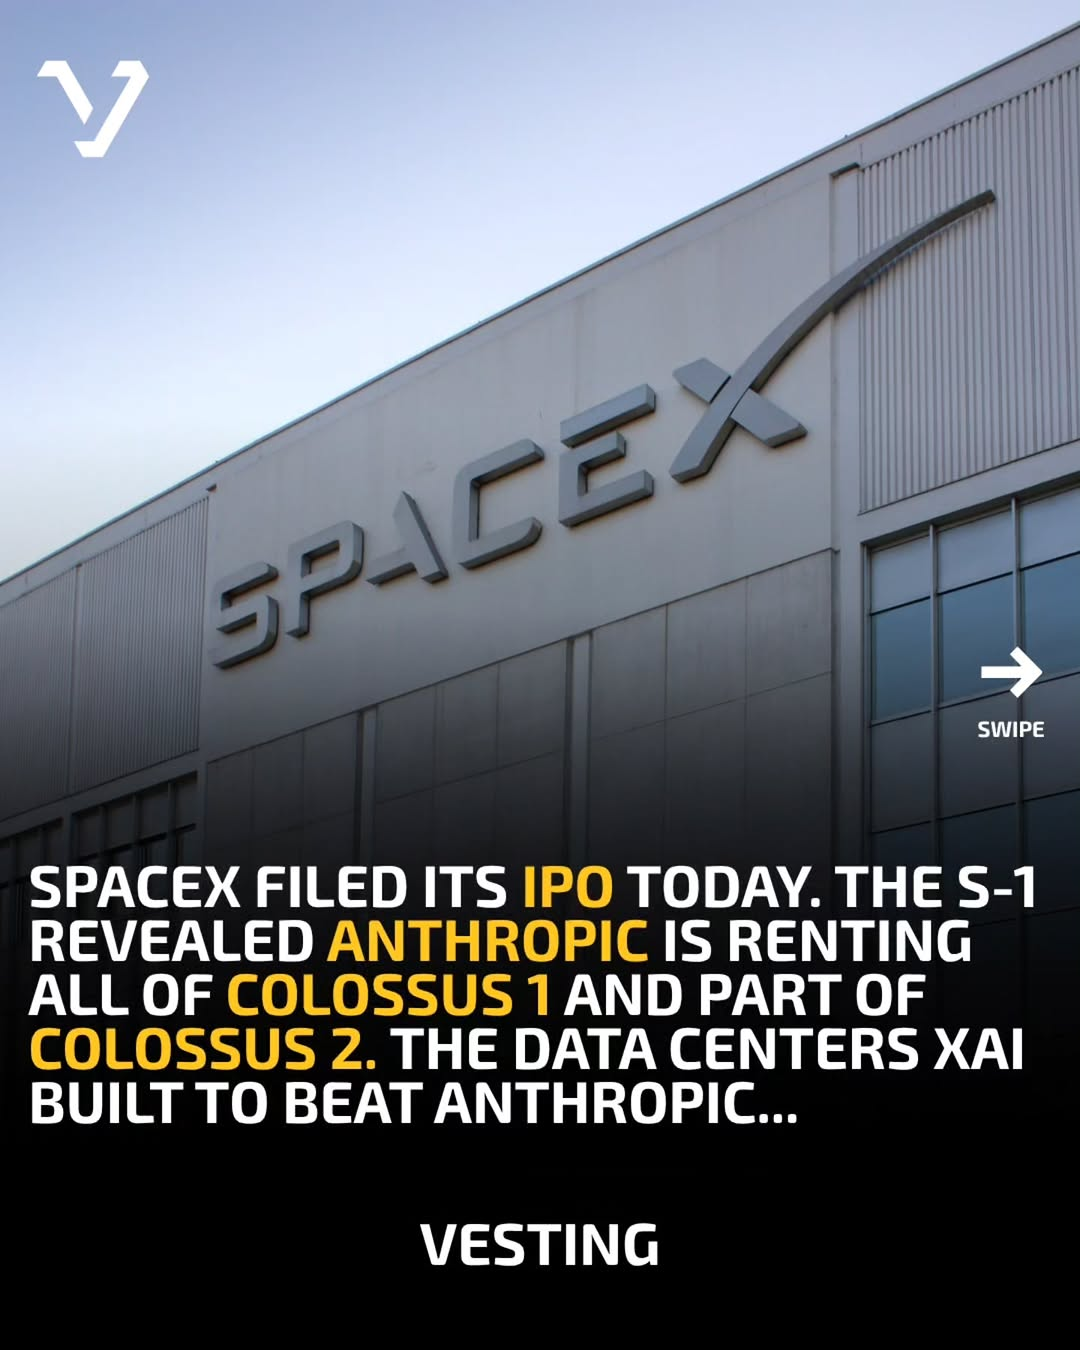 SPACEX
SWIPE
SPACEX FILED ITS IPO TODAY. THE S-1
REVEALED ANTHROPIC IS RENTING
ALL OF COLOSSUS 1 AND PART OF
COLOSSUS 2. THE DATA CENTERS XAI
BUILT TO BEAT ANTHROPIC...
VESTING